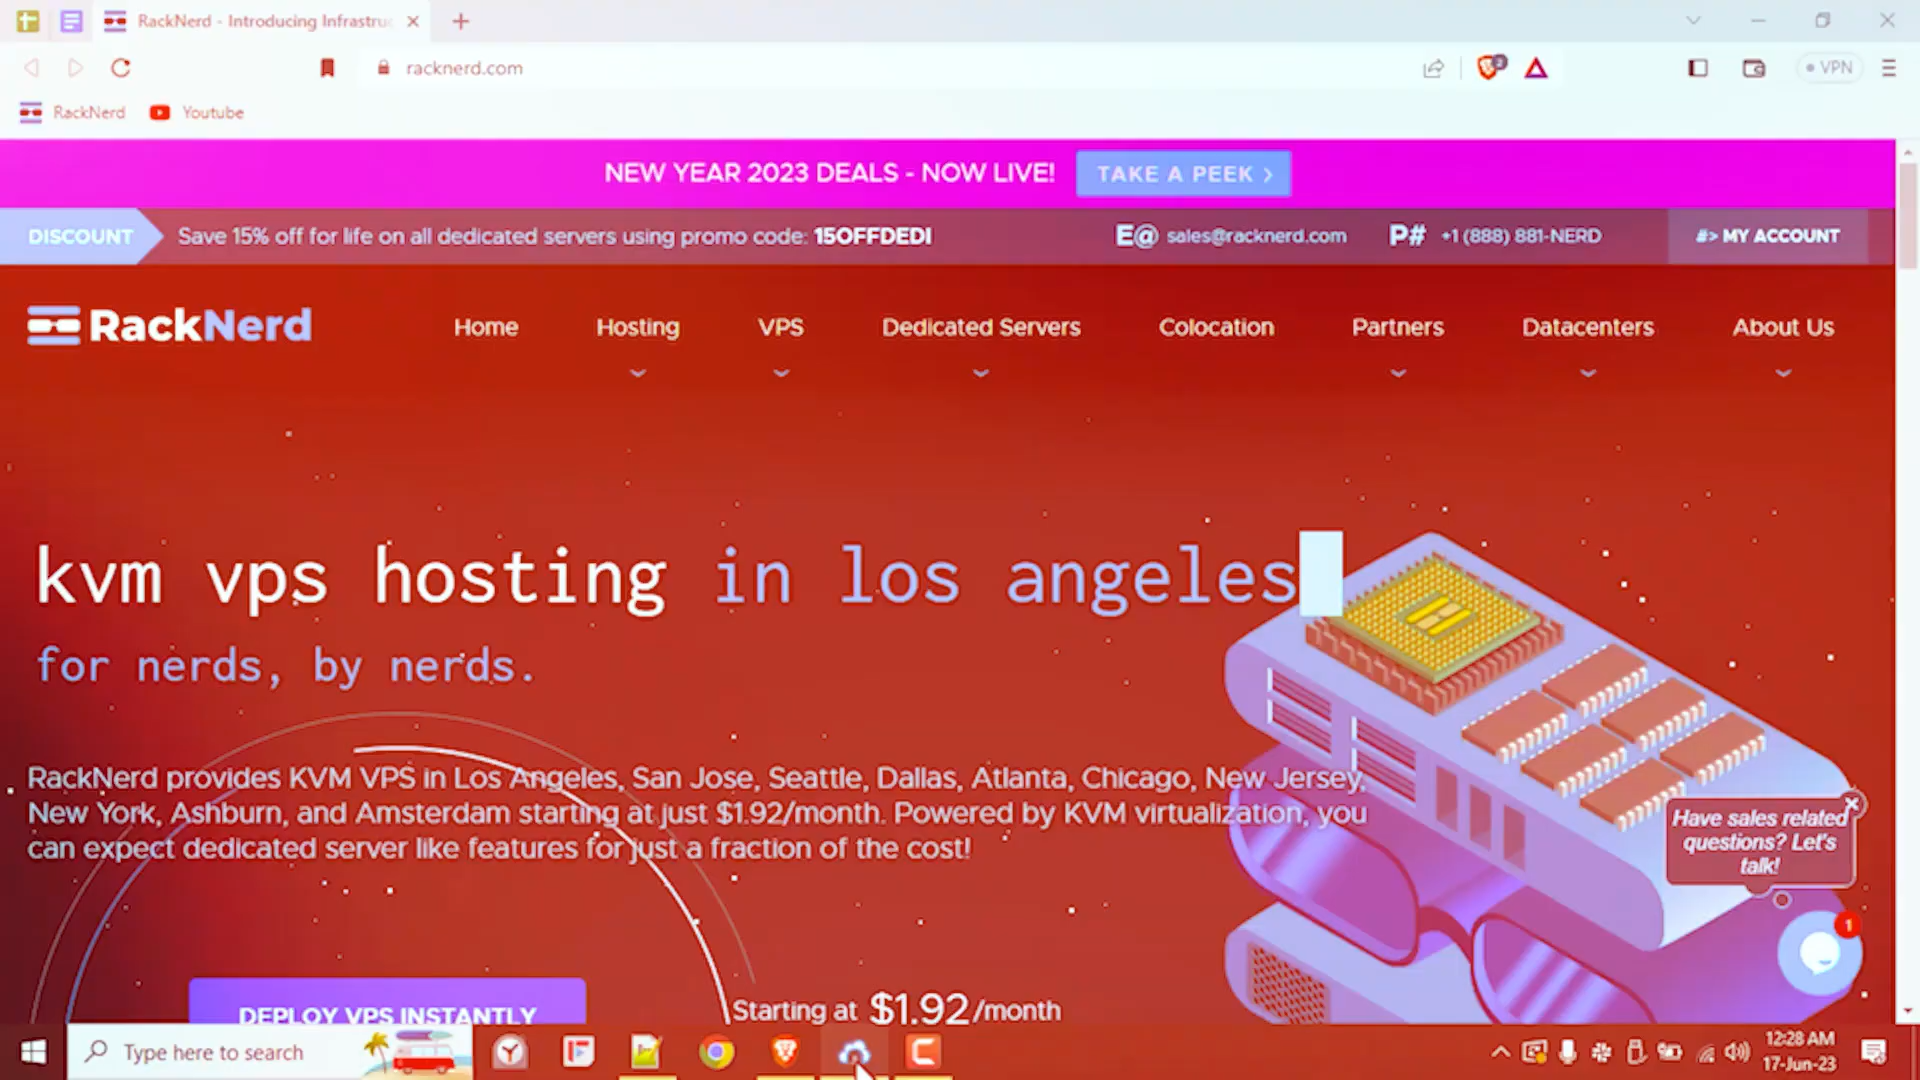 RackNerd - Introducing Infrastruc
racknerd.com
VPN
RackNerd
Youtube
NEW YEAR 2023 DEALS - NOW LIVE!
TAKE A PEEK
DISCOUNT
Save 15% off for life on all dedicated servers using promo code: 15OFFDEDI
E@ sales@racknerd.com
P# +1 (888) 881-NERD
#> MY ACCOUNT
RackNerd
Home
Hosting
VPS
Dedicated Servers
Colocation
Partners
Datacenters
About Us
kvm vps hosting in los angeles
for nerds, by nerds.
RackNerd provides KVM VPS in Los Angeles, San Jose, Seattle, Dallas, Atlanta, Chicago, New Jersey,
New York, Ashburn, and Amsterdam starting at just $1.92/month. Powered by KVM virtualization, you
can expect dedicated server like features for just a fraction of the cost!
Have sales related
questions? Let's
talk!
1
DEPLOY VPS INSTANTLY
Starting at $1.92/month
Type here to search
12:28 AM
17-Jun-23